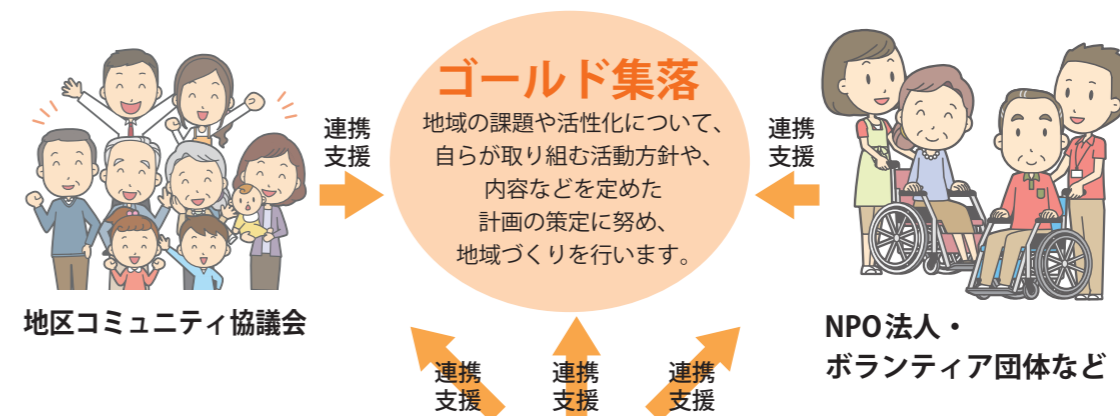 ゴールド集落
地域の課題や活性化について、
自らが取り組む活動方針や、
内容などを定めた
計画の策定に努め、
地域づくりを行います。
連携
支援
連携
支援
地区コミュニティ協議会
NPO法人・
ボランティア団体など
連携
支援
連携
支援
連携
支援